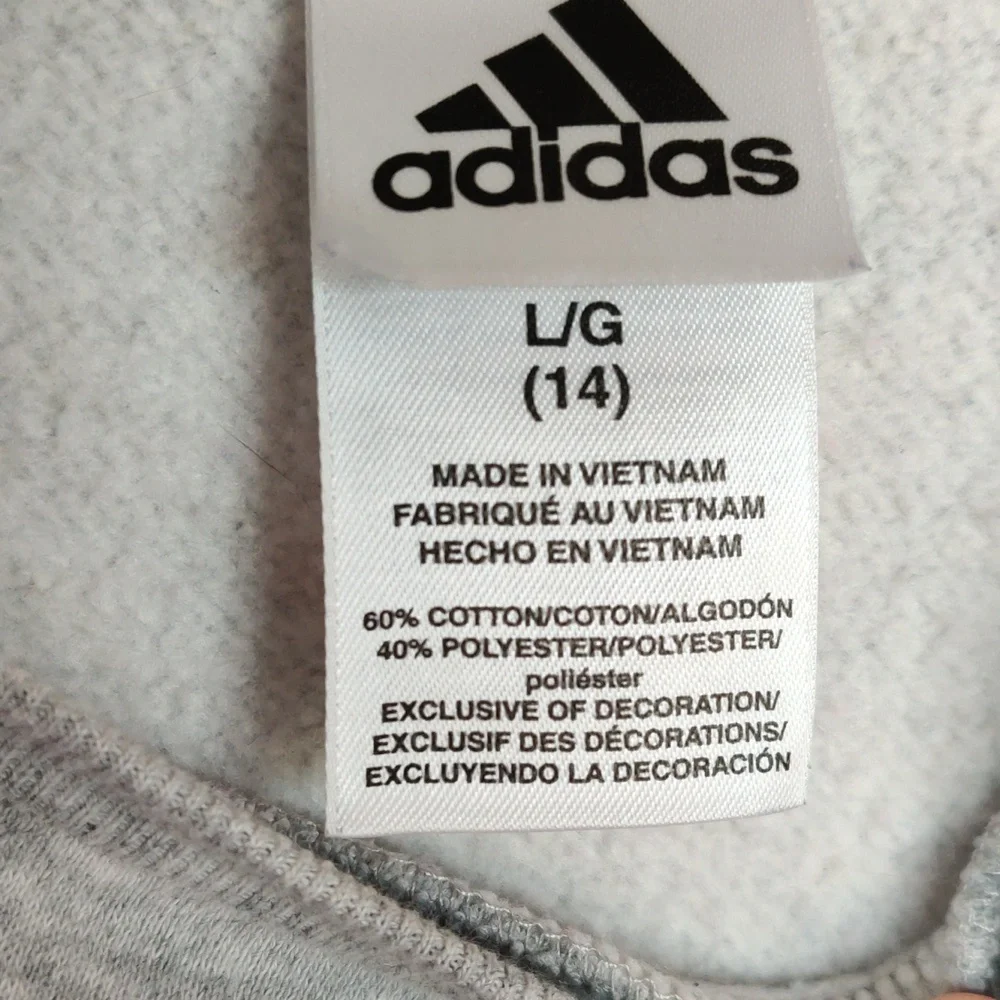 adidas
L/G
(14)
MADE IN VIETNAM
FABRIQUÉ AU VIETNAM
HECHO EN VIETNAM
60% COTTON/COTON/ALGODÓN
40% POLYESTER/POLYESTER/
poliéster
EXCLUSIVE OF DECORATION/
EXCLUSIF DES DÉCORATIONS/
EXCLUYENDO LA DECORACIÓN